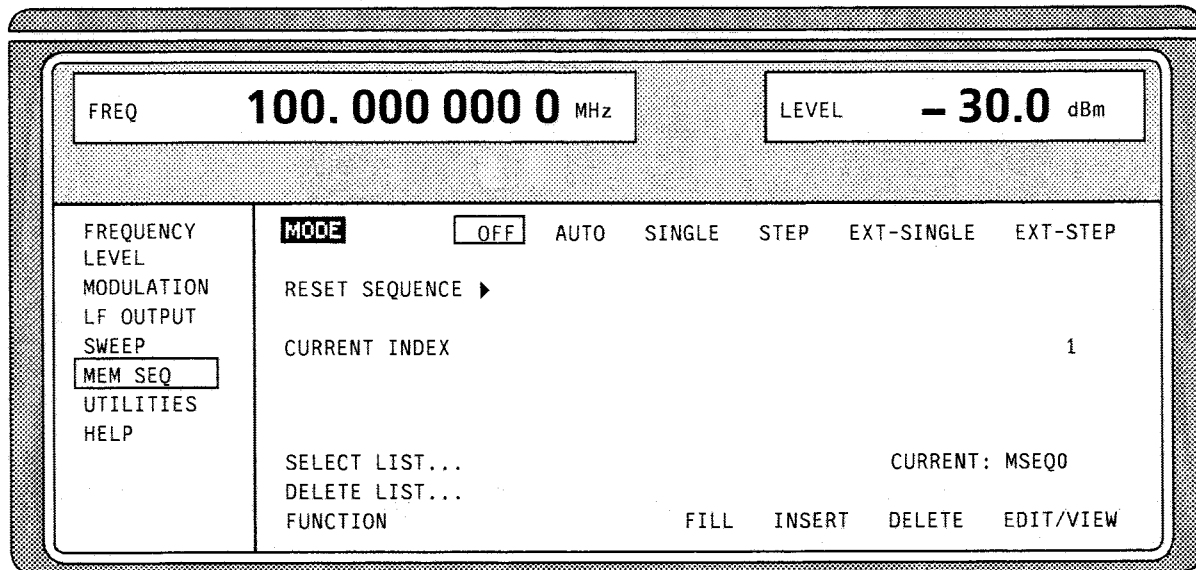 FREQ 100. 000 000 0 MHz
LEVEL – 30.0 dBm
FREQUENCY
LEVEL
MODULATION
LF OUTPUT
SWEEP
MEM SEQ
UTILITIES
HELP
MODE OFF AUTO SINGLE STEP EXT-SINGLE EXT-STEP
RESET SEQUENCE ▶
CURRENT INDEX 1
SELECT LIST... CURRENT: MSEQ0
DELETE LIST...
FUNCTION FILL INSERT DELETE EDIT/VIEW